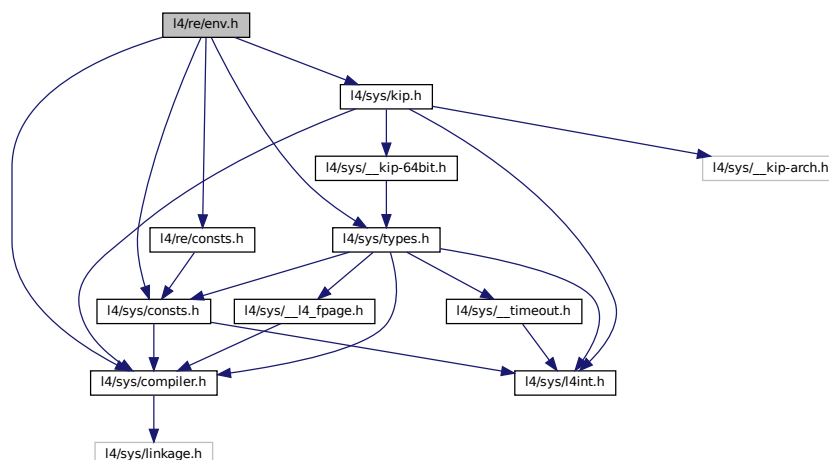 l4/re/env.h
l4/sys/kip.h
l4/sys/__kip-64bit.h
l4/sys/__kip-arch.h
l4/re/consts.h
l4/sys/types.h
l4/sys/consts.h
l4/sys/__l4_fpage.h
l4/sys/__timeout.h
l4/sys/compiler.h
l4/sys/l4int.h
l4/sys/linkage.h